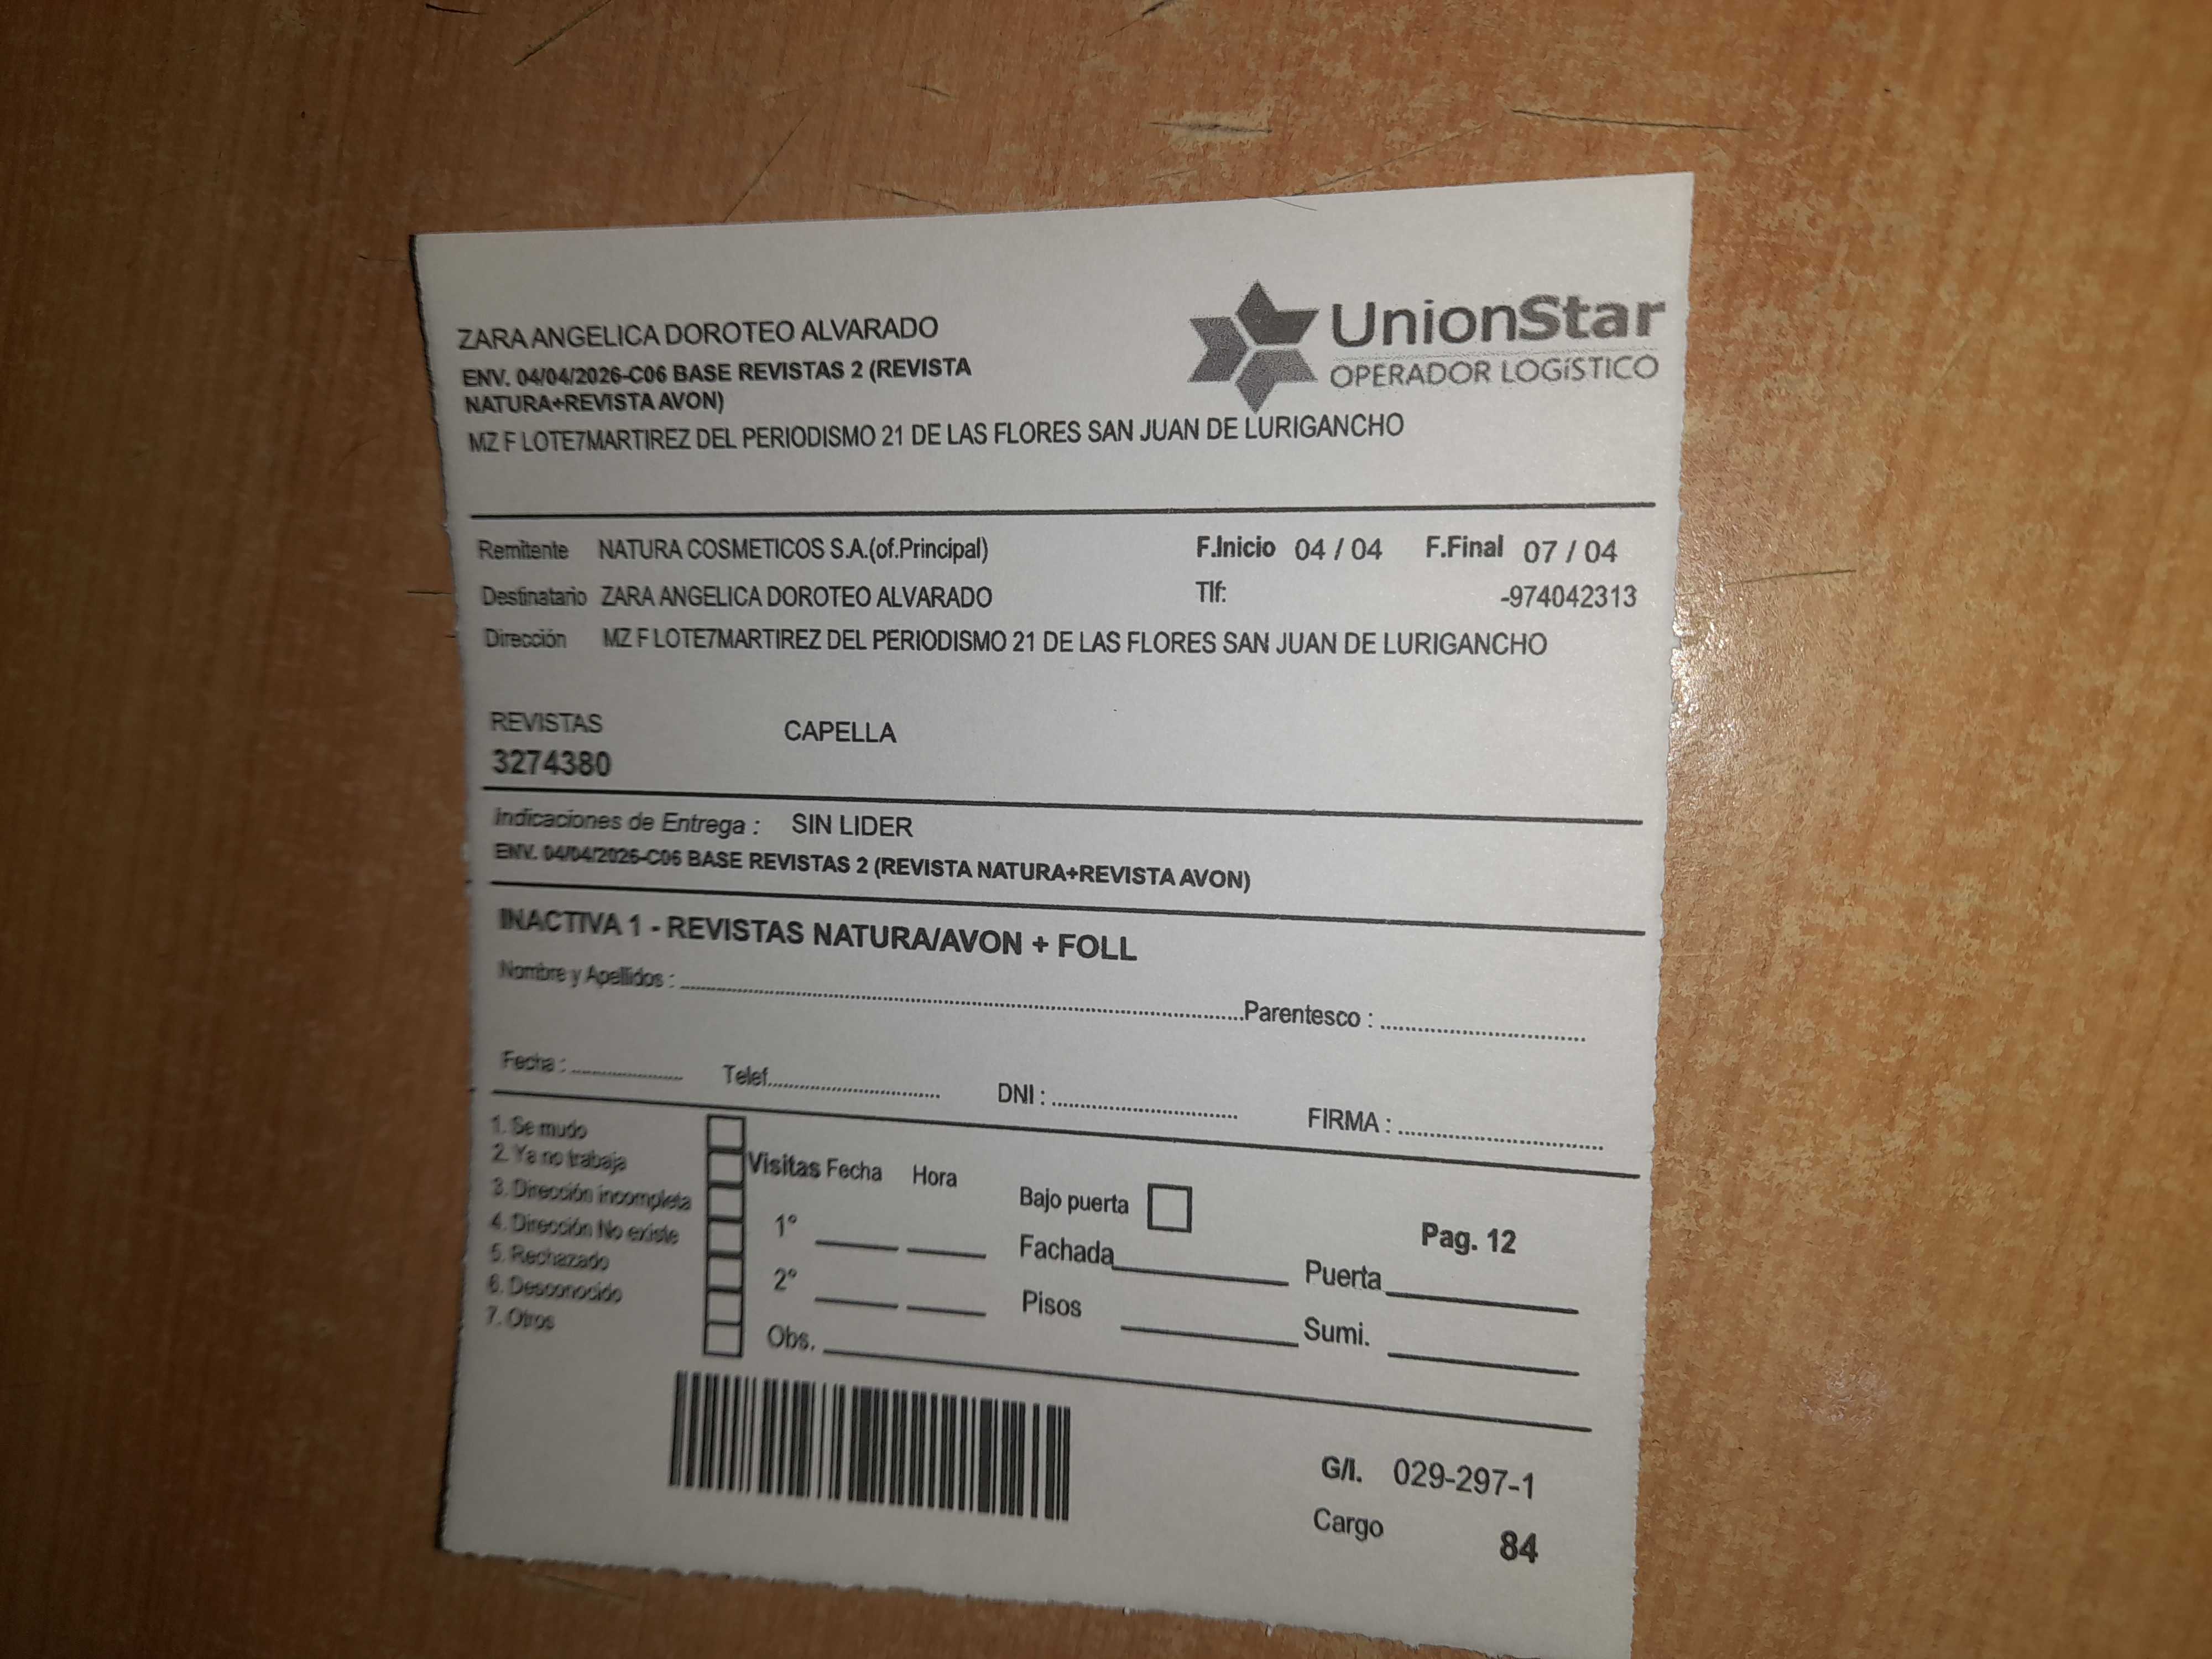 ZARA ANGELICA DOROTEO ALVARADO
UnionStar
OPERADOR LOGÍSTICO
ENV. 04/04/2026-C06 BASE REVISTAS 2 (REVISTA
NATURA+REVISTA AVON)
MZ F LOTE7MARTIREZ DEL PERIODISMO 21 DE LAS FLORES SAN JUAN DE LURIGANCHO
Remitente NATURA COSMETICOS S.A.(of.Principal) F.Inicio 04 / 04 F.Final 07 / 04
Destinatario ZARA ANGELICA DOROTEO ALVARADO Tlf: -974042313
Dirección MZ F LOTE7MARTIREZ DEL PERIODISMO 21 DE LAS FLORES SAN JUAN DE LURIGANCHO
REVISTAS CAPELLA
3274380
Indicaciones de Entrega : SIN LIDER
ENV. 04/04/2026-C06 BASE REVISTAS 2 (REVISTA NATURA+REVISTA AVON)
INACTIVA 1 - REVISTAS NATURA/AVON + FOLL
Nombre y Apellidos : Parentesco :
Fecha : Telef. DNI : FIRMA :
1. Se mudo
2. Ya no trabaja
3. Dirección incompleta
4. Dirección No existe
5. Rechazado
6. Desconocido
7. Otros
Visitas Fecha Hora
1°
2°
Obs.
Bajo puerta
Fachada
Pisos
Pag. 12
Puerta
Sumi.
G/I. 029-297-1
Cargo 84